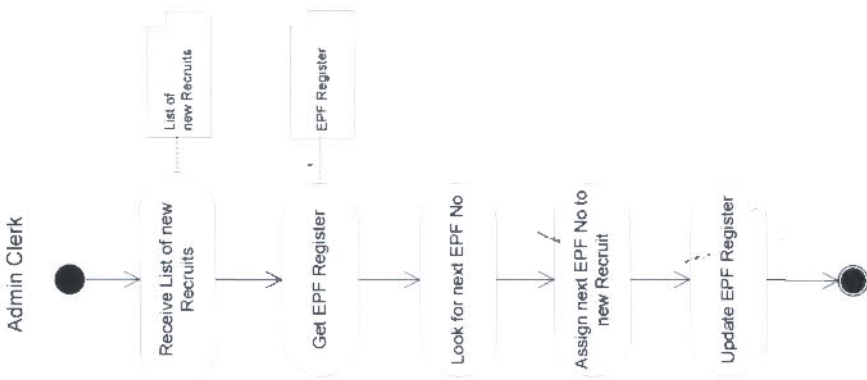 Admin Clerk
Receive List of new
Recruits
List of
new Recruits
Get EPF Register
EPF Register
Look for next EPF No
Assign next EPF No to
new Recruit
Update EPF Register